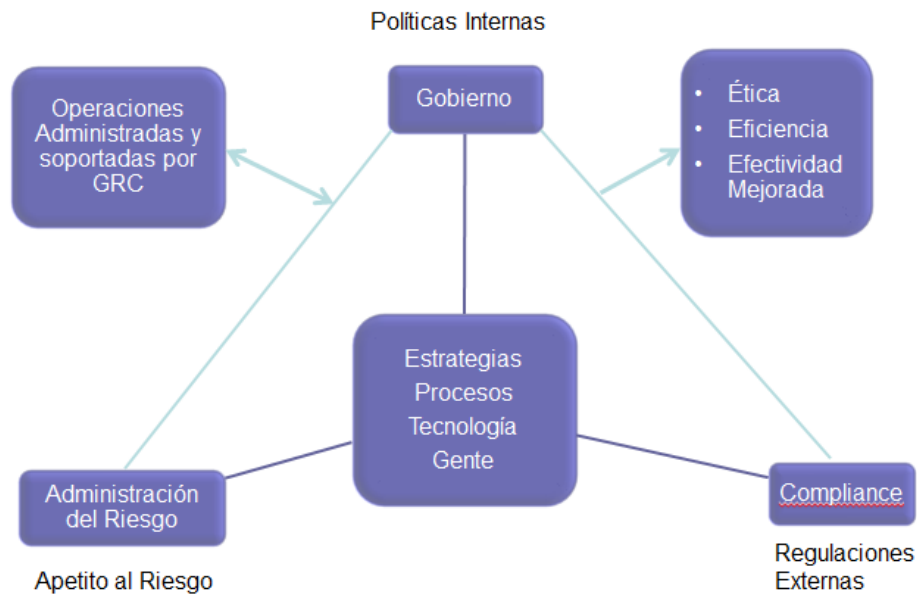 Políticas Internas
Operaciones
Administradas y
soportadas por
GRC
Gobierno
• Ética
• Eficiencia
• Efectividad
Mejorada
Estrategias
Procesos
Tecnología
Gente
Administración
del Riesgo
Compliance
Apetito al Riesgo
Regulaciones
Externas